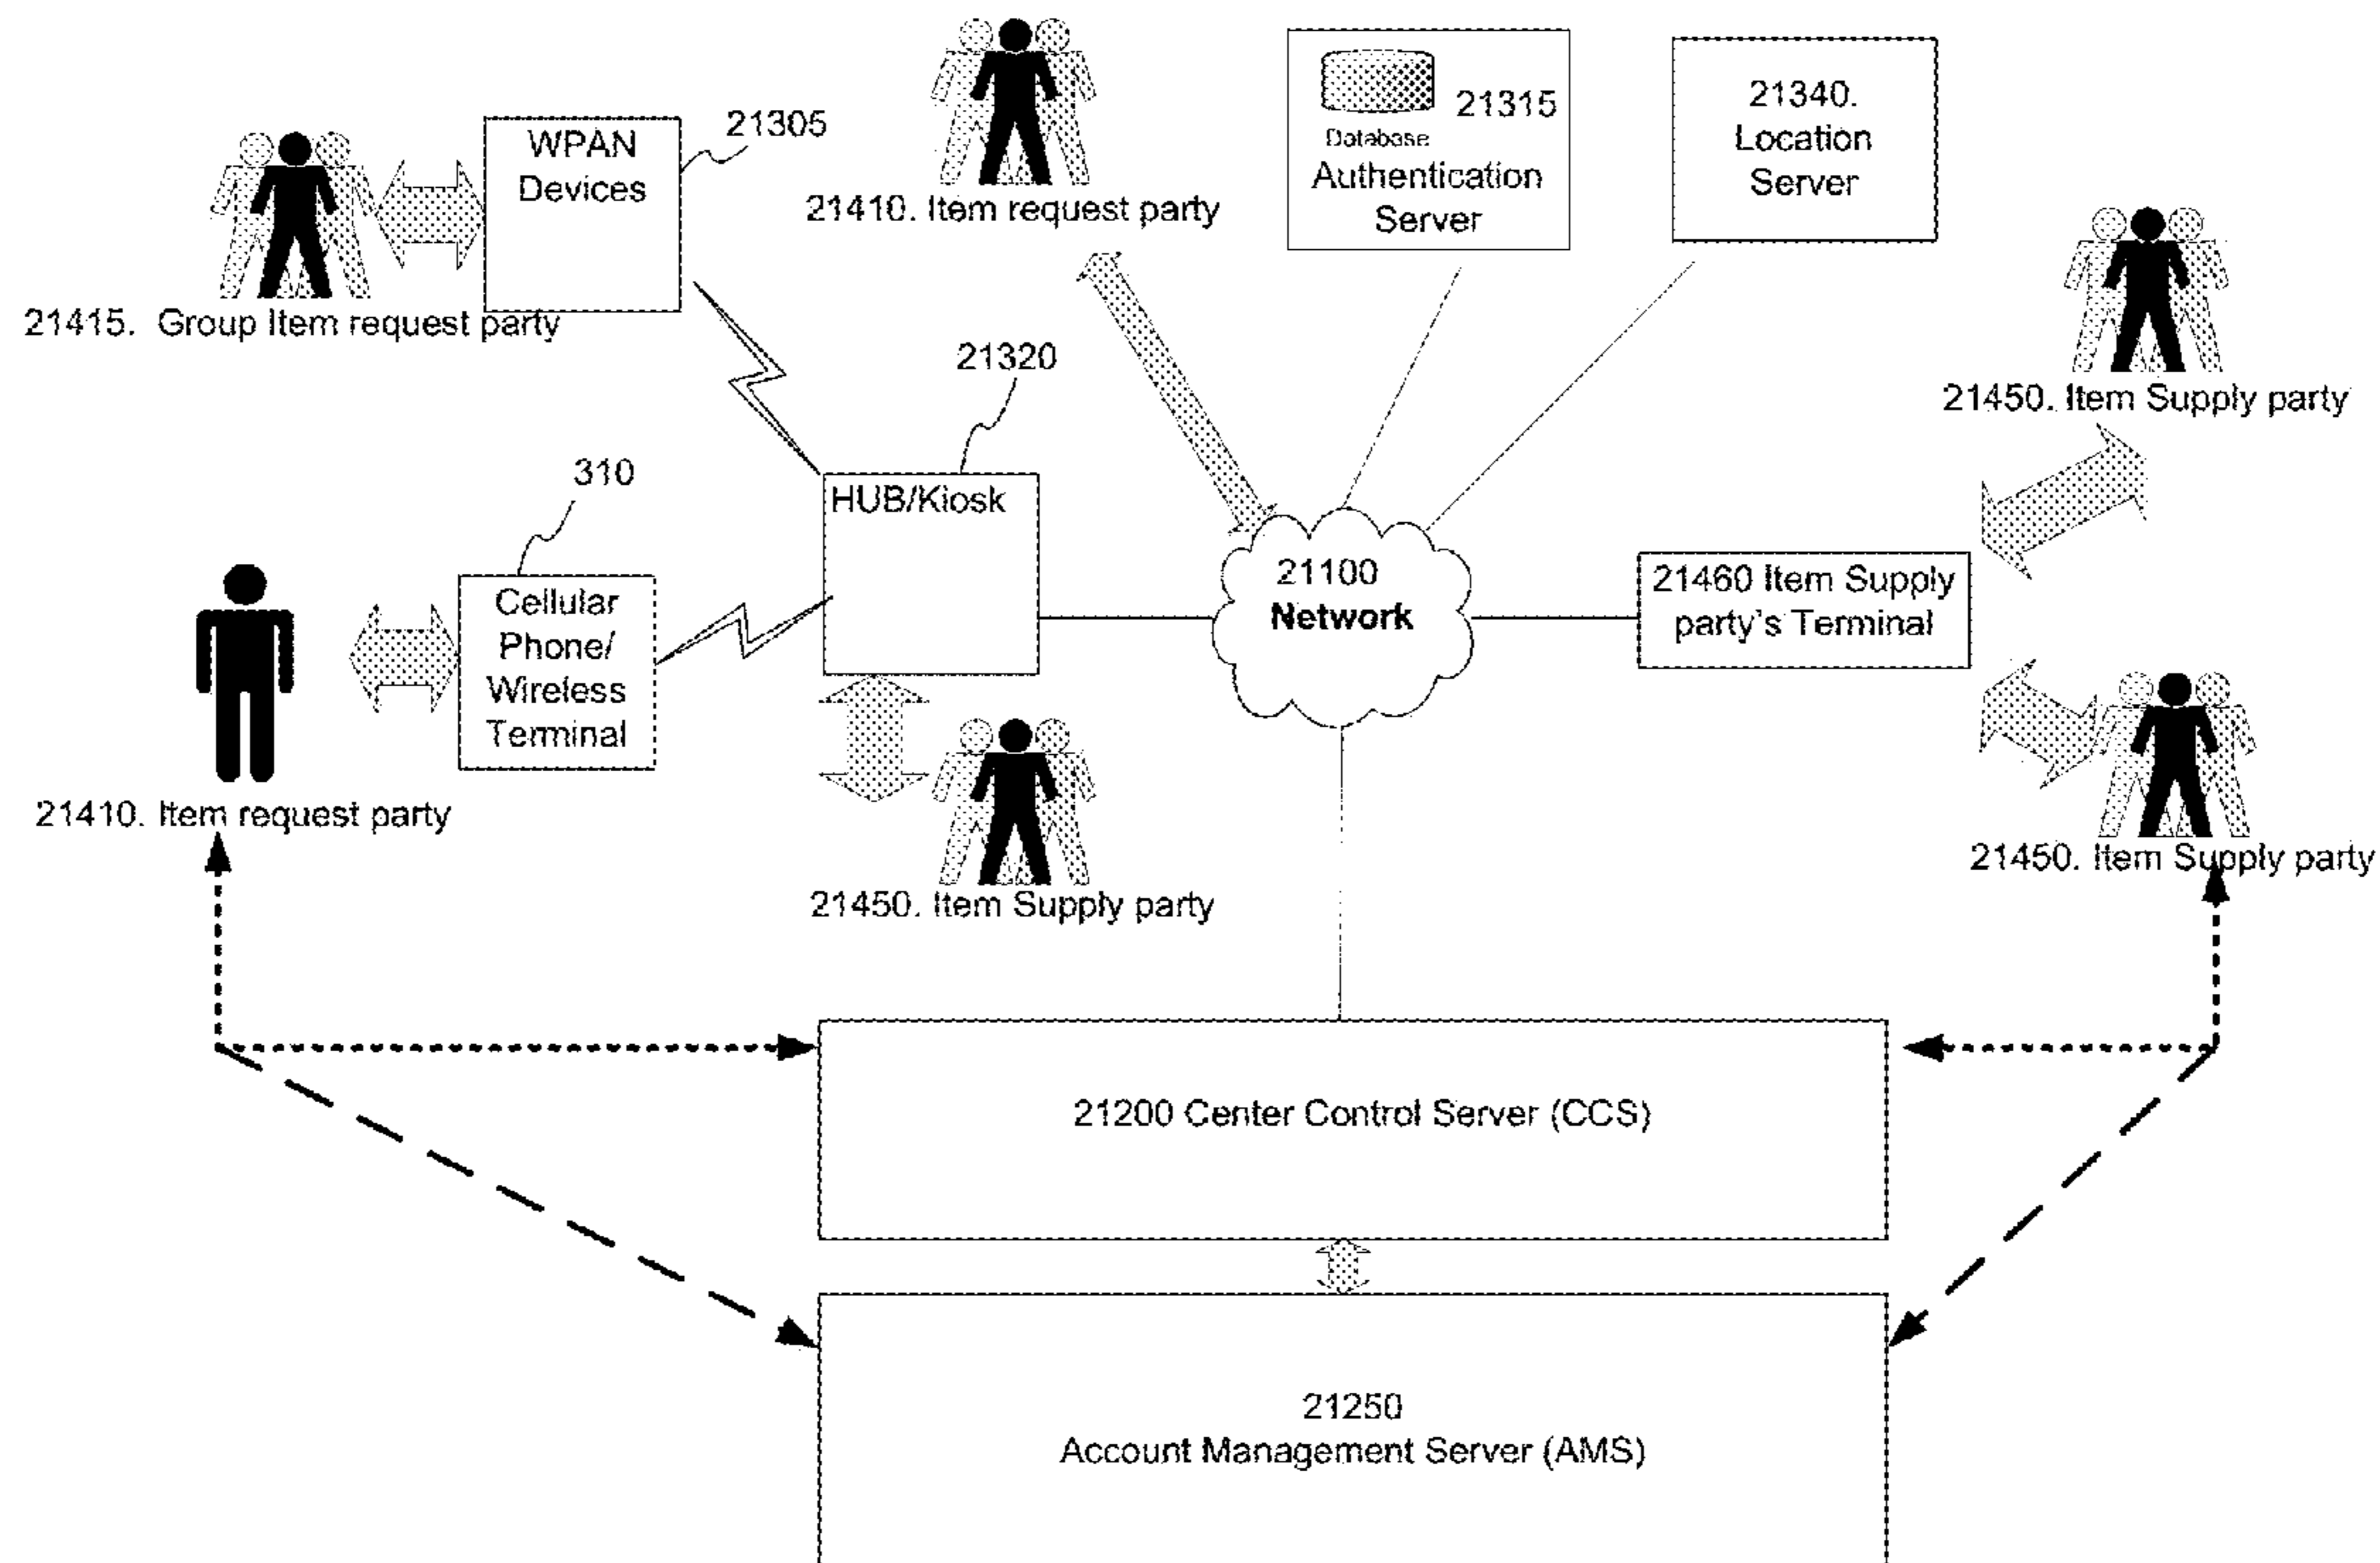 WPAN
Devices
21305
21415. Group Item request party
21410. Item request party
Database
21315
Authentication
Server
21340.
Location
Server
21450. Item Supply party
21320
HUB/Kiosk
310
Cellular
Phone/
Wireless
Terminal
21410. Item request party
21450. Item Supply party
21100
Network
21460 Item Supply
party's Terminal
21450. Item Supply party
21200 Center Control Server (CCS)
21250
Account Management Server (AMS)